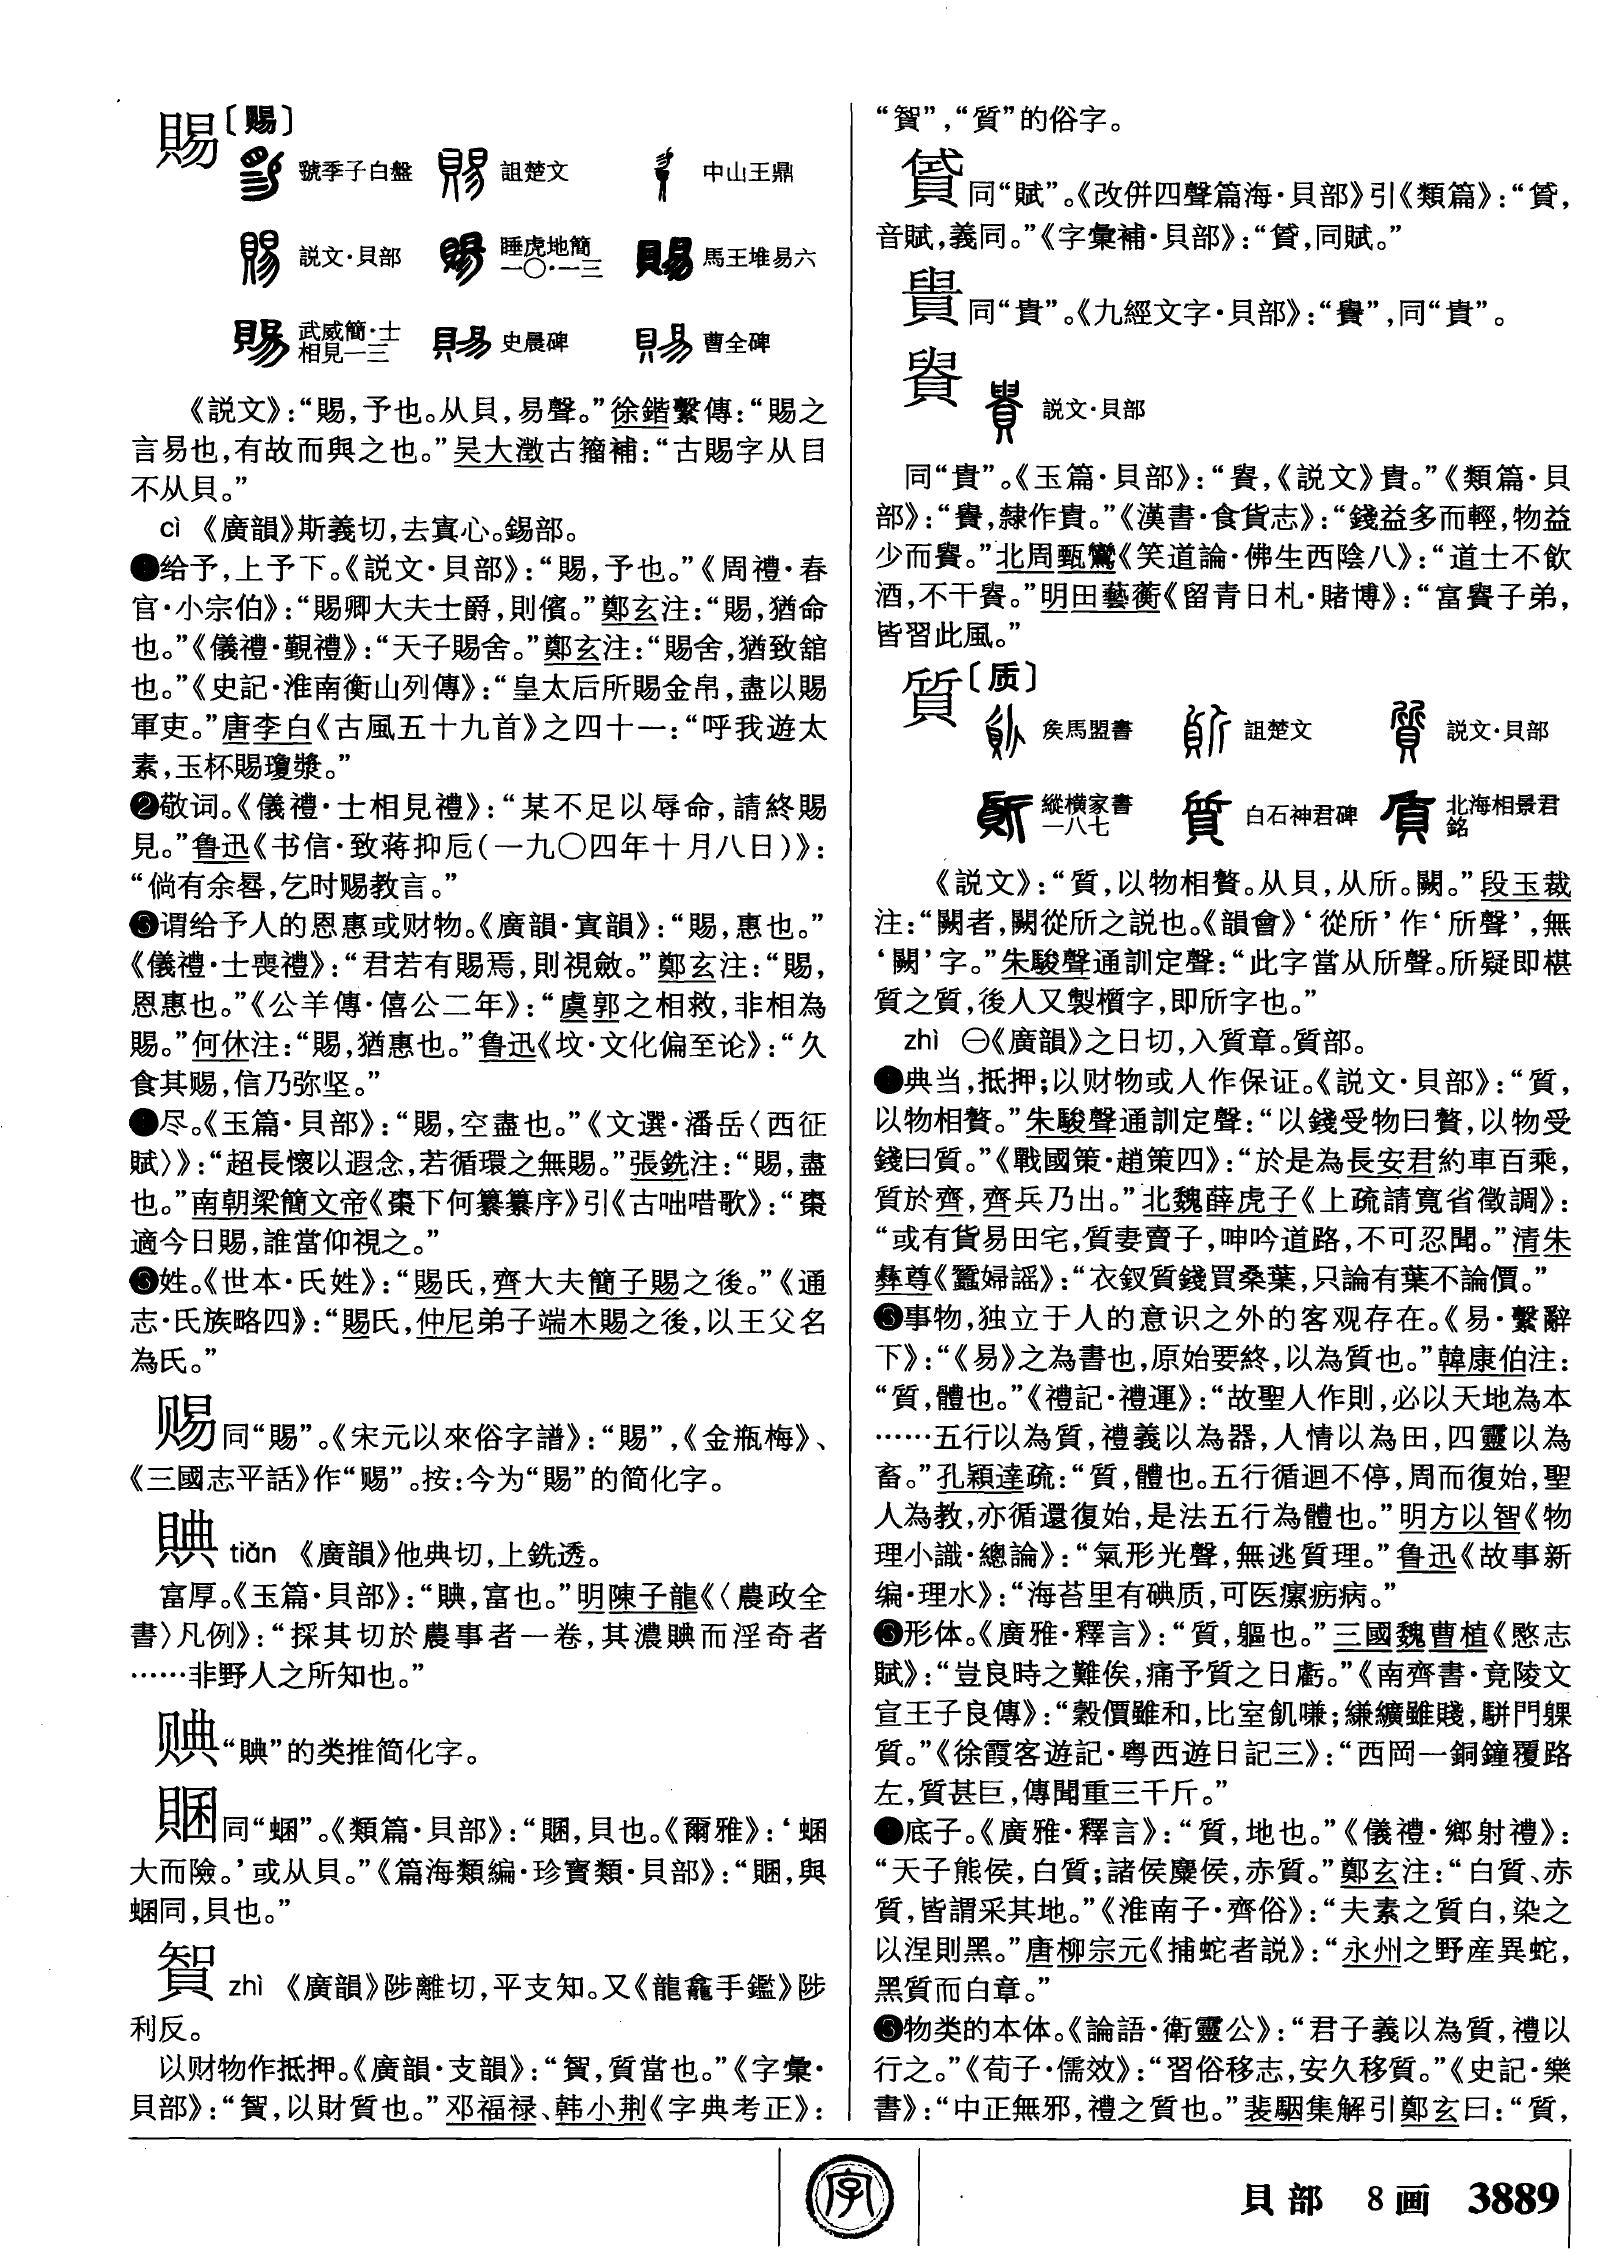 賜〔赐〕
虢季子白盤　詛楚文　中山王鼎
説文·貝部　睡虎地簡一〇·一三　馬王堆易六
武威簡·士相見一三　史晨碑　曹全碑
《説文》：“賜，予也。从貝，易聲。”徐鍇繫傳：“賜之
言易也，有故而與之也。”吴大澂古籀補：“古賜字从目
不从貝。”
cì 《廣韻》斯義切，去寘心。錫部。
❶给予，上予下。《説文·貝部》：“賜，予也。”《周禮·春
官·小宗伯》：“賜卿大夫士爵，則儐。”鄭玄注：“賜，猶命
也。”《儀禮·覲禮》：“天子賜舍。”鄭玄注：“賜舍，猶致舘
也。”《史記·淮南衡山列傳》：“皇太后所賜金帛，盡以賜
軍吏。”唐李白《古風五十九首》之四十一：“呼我遊太
素，玉杯賜瓊漿。”
❷敬词。《儀禮·士相見禮》：“某不足以辱命，請終賜
見。”鲁迅《书信·致蒋抑卮（一九〇四年十月八日）》：
“倘有余晷，乞时赐教言。”
❸谓给予人的恩惠或财物。《廣韻·寘韻》：“賜，惠也。”
《儀禮·士喪禮》：“君若有賜焉，則視斂。”鄭玄注：“賜，
恩惠也。”《公羊傳·僖公二年》：“虞郭之相救，非相為
賜。”何休注：“賜，猶惠也。”鲁迅《坟·文化偏至论》：“久
食其赐，信乃弥坚。”
❹尽。《玉篇·貝部》：“賜，空盡也。”《文選·潘岳〈西征
賦〉》：“超長懷以遐念，若循環之無賜。”張銑注：“賜，盡
也。”南朝梁簡文帝《棗下何纂纂序》引《古咄唶歌》：“棗
適今日賜，誰當仰視之。”
❺姓。《世本·氏姓》：“賜氏，齊大夫簡子賜之後。”《通
志·氏族略四》：“賜氏，仲尼弟子端木賜之後，以王父名
為氏。”
赐同“賜”。《宋元以來俗字譜》：“賜”，《金瓶梅》、
《三國志平話》作“赐”。按：今为“賜”的简化字。
賟 tiǎn 《廣韻》他典切，上銑透。
富厚。《玉篇·貝部》：“賟，富也。”明陳子龍《〈農政全
書〉凡例》：“採其切於農事者一卷，其濃賟而淫奇者
……非野人之所知也。”
“賟”的类推简化字。
同“蜠”。《類篇·貝部》：“，貝也。《爾雅》：‘蜠
大而險。’或从貝。”《篇海類編·珍寶類·貝部》：“，與
蜠同，貝也。”
zhì 《廣韻》陟離切，平支知。又《龍龕手鑑》陟
利反。
以财物作抵押。《廣韻·支韻》：“，質當也。”《字彙·
貝部》：“，以財質也。”邓福禄、韩小荆《字典考正》：
“”，“質”的俗字。
同“賦”。《改併四聲篇海·貝部》引《類篇》：“，
音賦，義同。”《字彙補·貝部》：“，同賦。”
同“貴”。《九經文字·貝部》：“”，同“貴”。
説文·貝部
同“貴”。《玉篇·貝部》：“，《説文》貴。”《類篇·貝
部》：“，隸作貴。”《漢書·食貨志》：“錢益多而輕，物益
少而。”北周甄鸞《笑道論·佛生西陰八》：“道士不飲
酒，不干。”明田藝蘅《留青日札·賭博》：“富子弟，
皆習此風。”
質〔质〕
矦馬盟書　詛楚文　説文·貝部
縱横家書一八七　白石神君碑　北海相景君銘
《説文》：“質，以物相贅。从貝，从斦。闕。”段玉裁
注：“闕者，闕從斦之説也。《韻會》‘從斦’作‘斦聲’，無
‘闕’字。”朱駿聲通訓定聲：“此字當从斦聲。斦疑即椹
質之質，後人又製櫍字，即斦字也。”
zhì ㊀《廣韻》之日切，入質章。質部。
❶典当，抵押；以财物或人作保证。《説文·貝部》：“質，
以物相贅。”朱駿聲通訓定聲：“以錢受物曰贅，以物受
錢曰質。”《戰國策·趙策四》：“於是為長安君約車百乘，
質於齊，齊兵乃出。”北魏薛虎子《上疏請寬省徵調》：
“或有貨易田宅，質妻賣子，呻吟道路，不可忍聞。”清朱
彝尊《蠶婦謡》：“衣釵質錢買桑葉，只論有葉不論價。”
❷事物，独立于人的意识之外的客观存在。《易·繫辭
下》：“《易》之為書也，原始要終，以為質也。”韓康伯注：
“質，體也。”《禮記·禮運》：“故聖人作則，必以天地為本
……五行以為質，禮義以為器，人情以為田，四靈以為
畜。”孔穎達疏：“質，體也。五行循迴不停，周而復始，聖
人為教，亦循還復始，是法五行為體也。”明方以智《物
理小識·總論》：“氣形光聲，無逃質理。”鲁迅《故事新
编·理水》：“海苔里有碘质，可医瘰疬病。”
❸形体。《廣雅·釋言》：“質，軀也。”三國魏曹植《愍志
賦》：“豈良時之難俟，痛予質之日虧。”《南齊書·竟陵文
宣王子良傳》：“穀價雖和，比室飢嗛；縑纊雖賤，駢門躶
質。”《徐霞客遊記·粤西遊日記三》：“西岡一銅鐘覆路
左，質甚巨，傳聞重三千斤。”
❹底子。《廣雅·釋言》：“質，地也。”《儀禮·鄉射禮》：
“天子熊侯，白質；諸侯麋侯，赤質。”鄭玄注：“白質、赤
質，皆謂采其地。”《淮南子·齊俗》：“夫素之質白，染之
以涅則黑。”唐柳宗元《捕蛇者説》：“永州之野産異蛇，
黑質而白章。”
❺物类的本体。《論語·衛靈公》：“君子義以為質，禮以
行之。”《荀子·儒效》：“習俗移志，安久移質。”《史記·樂
書》：“中正無邪，禮之質也。”裴駰集解引鄭玄曰：“質，
字
貝部　8画　3889